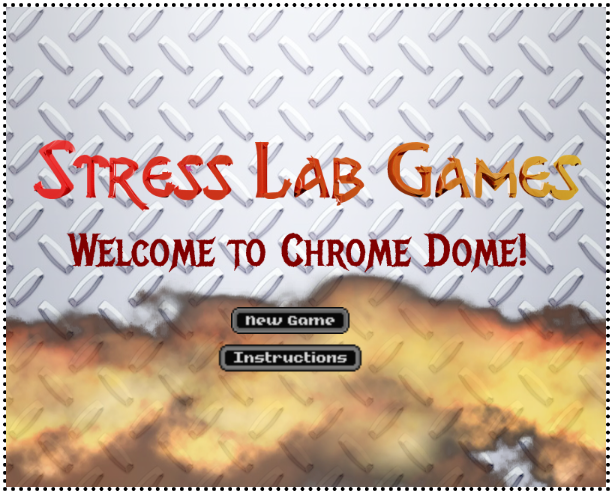 Stress Lab Games
Welcome to Chrome Dome!
New Game
Instructions